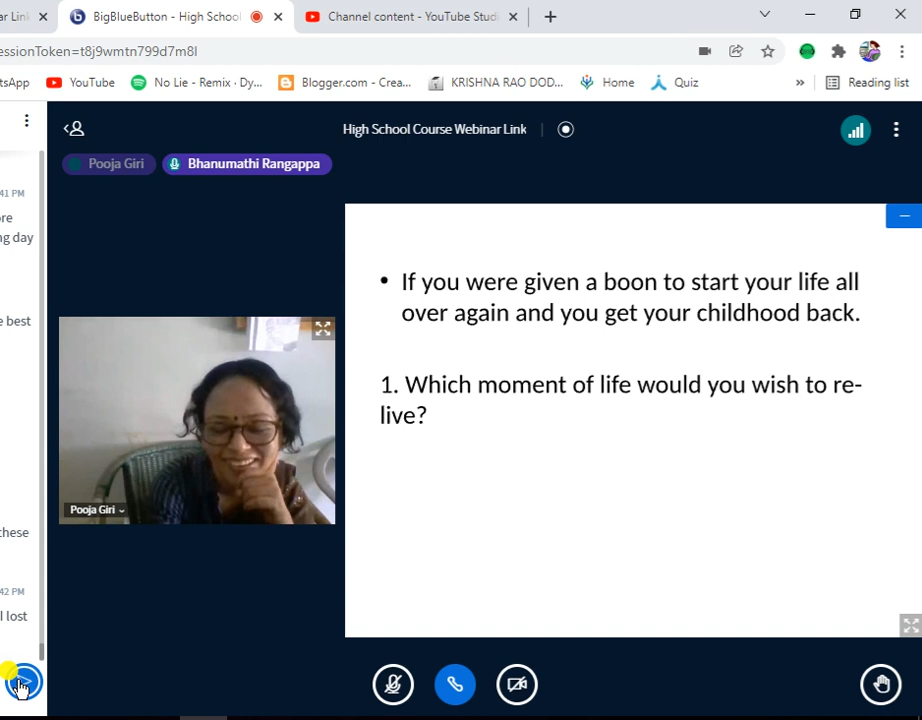 ar Link
BigBlueButton - High School
Channel content - YouTube Studi
essionToken=t8j9wmtn799d7m8l
tsApp
YouTube
No Lie - Remix · Dy...
Blogger.com - Crea...
KRISHNA RAO DOD...
Home
Quiz
»
Reading list
High School Course Webinar Link
Pooja Giri
Bhanumathi Rangappa
41 PM
ore
ng day
e best
these
42 PM
I lost
• If you were given a boon to start your life all
over again and you get your childhood back.
1. Which moment of life would you wish to re-
live?
Pooja Giri